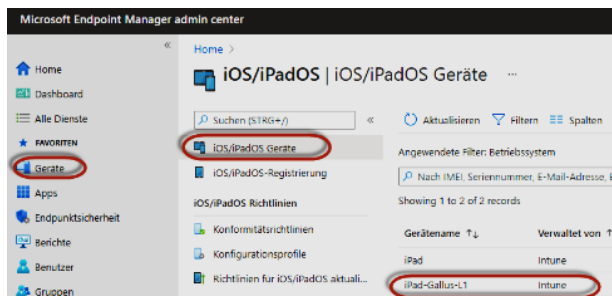 Microsoft Endpoint Manager admin center
«
Home >
Home
Dashboard
Alle Dienste
FAVORITEN
Geräte
Apps
Endpunktsicherheit
Berichte
Benutzer
Gruppen
iOS/iPadOS | iOS/iPadOS Geräte ...
Suchen (STRG+/) «
iOS/iPadOS Geräte
iOS/iPadOS-Registrierung
iOS/iPadOS Richtlinien
Konformitätsrichtlinien
Konfigurationsprofile
Richtlinien für iOS/iPadOS aktuali...
Aktualisieren Filtern Spalten
Angewendete Filter: Betriebssystem
Nach IMEI, Seriennummer, E-Mail-Adresse,
Showing 1 to 2 of 2 records
Gerätename ↑↓ Verwaltet von ↑
iPad Intune
iPad-Gallus-L1 Intune